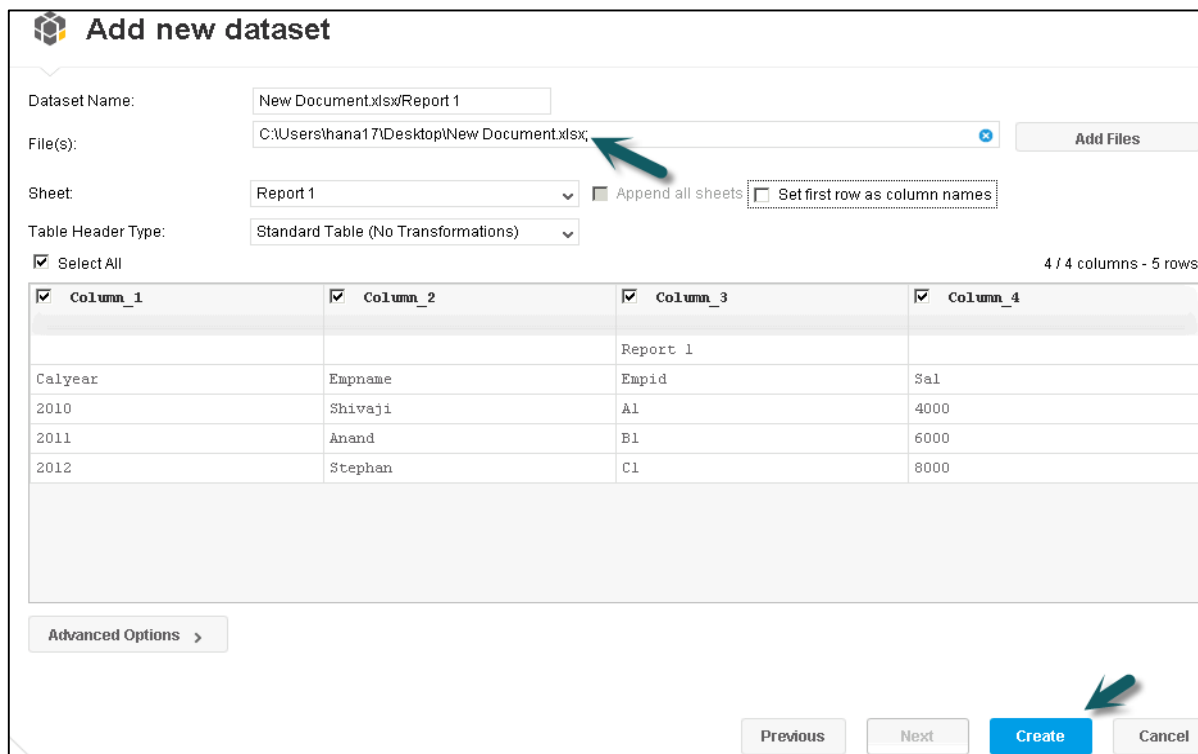 Add new dataset
Dataset Name: New Document.xlsx/Report 1
File(s): C:\Users\hana17\Desktop\New Document.xlsx; Add Files
Sheet: Report 1 Append all sheets Set first row as column names
Table Header Type: Standard Table (No Transformations)
Select All 4 / 4 columns - 5 rows
Column_1 Column_2 Column_3 Column_4
Report 1
Calyear Empname Empid Sal
2010 Shivaji A1 4000
2011 Anand B1 6000
2012 Stephan C1 8000
Advanced Options >
Previous Next Create Cancel